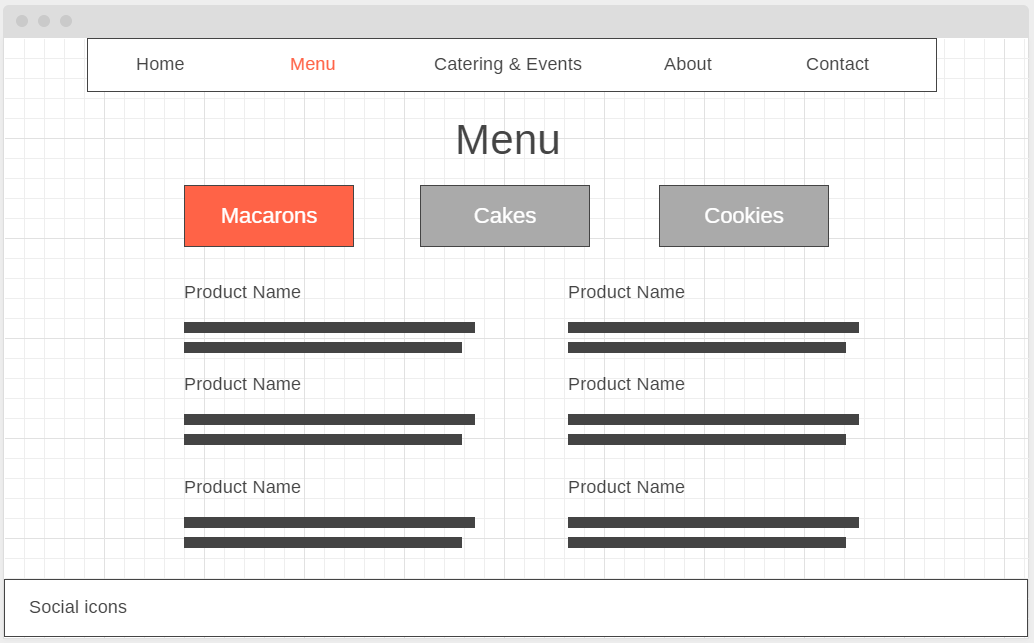 Home Menu Catering & Events About Contact
Menu
Macarons Cakes Cookies
Product Name Product Name
Product Name Product Name
Product Name Product Name
Social icons